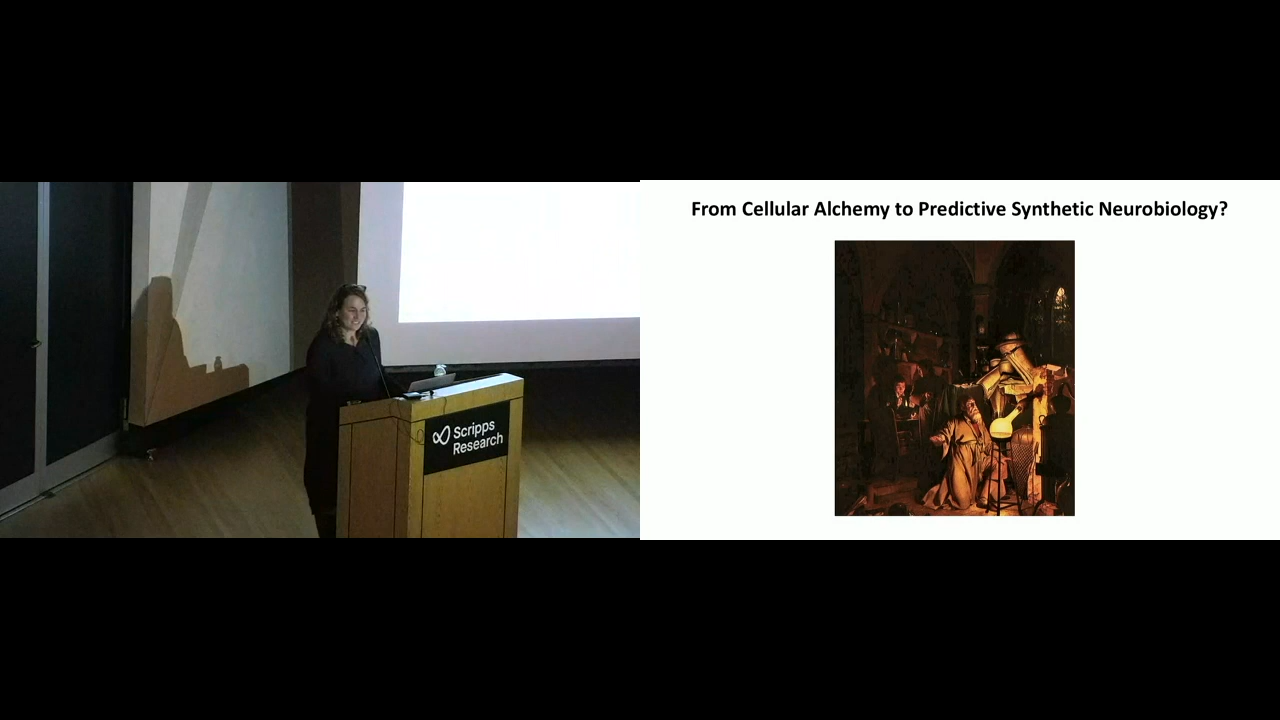 From Cellular Alchemy to Predictive Synthetic Neurobiology?
Scripps
Research